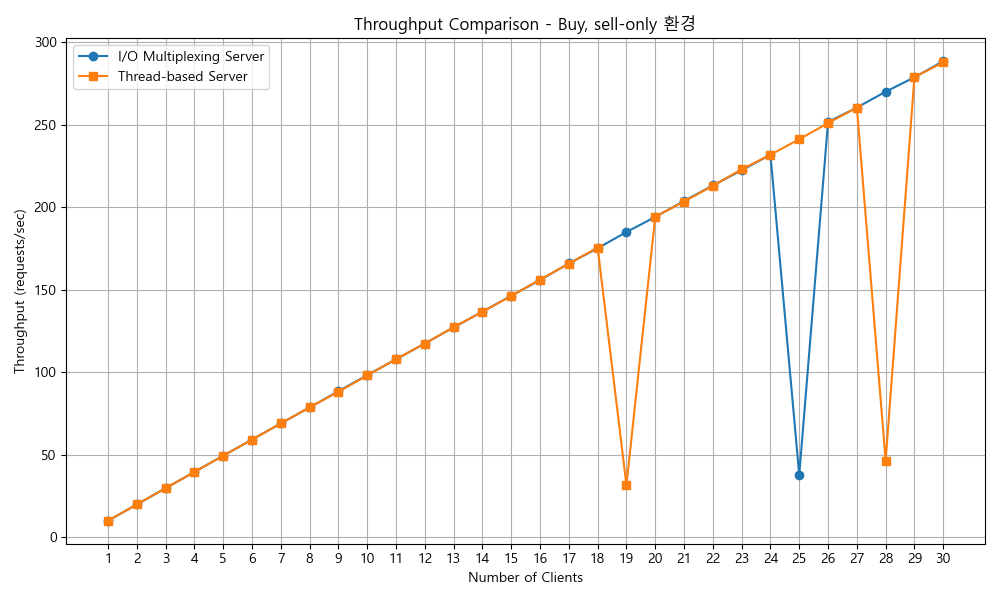 Throughput Comparison - Buy, sell-only 환경
I/O Multiplexing Server
Thread-based Server
Throughput (requests/sec)
300
250
200
150
100
50
0
1 2 3 4 5 6 7 8 9 10 11 12 13 14 15 16 17 18 19 20 21 22 23 24 25 26 27 28 29 30
Number of Clients